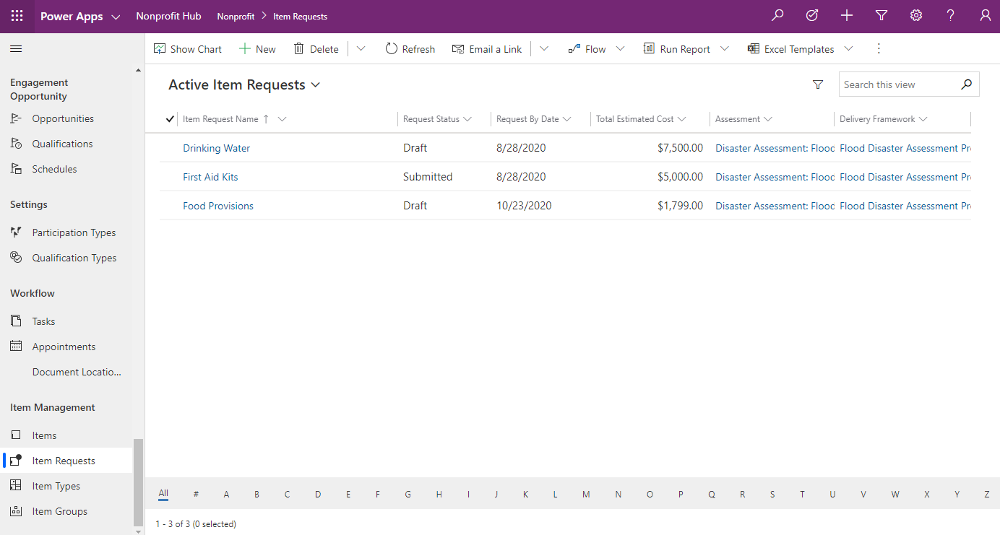 Power Apps Nonprofit Hub Nonprofit Item Requests
Show Chart New Delete Refresh Email a Link Flow Run Report Excel Templates
Engagement
Opportunity
Opportunities
Qualifications
Schedules
Settings
Participation Types
Qualification Types
Workflow
Tasks
Appointments
Document Locatio...
Item Management
Items
Item Requests
Item Types
Item Groups
Active Item Requests Search this view
Item Request Name Request Status Request By Date Total Estimated Cost Assessment Delivery Framework
Drinking Water Draft 8/28/2020 $7,500.00 Disaster Assessment: Flood Flood Disaster Assessment Pr
First Aid Kits Submitted 8/28/2020 $5,000.00 Disaster Assessment: Flood Flood Disaster Assessment Pr
Food Provisions Draft 10/23/2020 $1,799.00 Disaster Assessment: Flood Flood Disaster Assessment Pr
All # A B C D E F G H I J K L M N O P Q R S T U V W X Y Z
1 - 3 of 3 (0 selected)